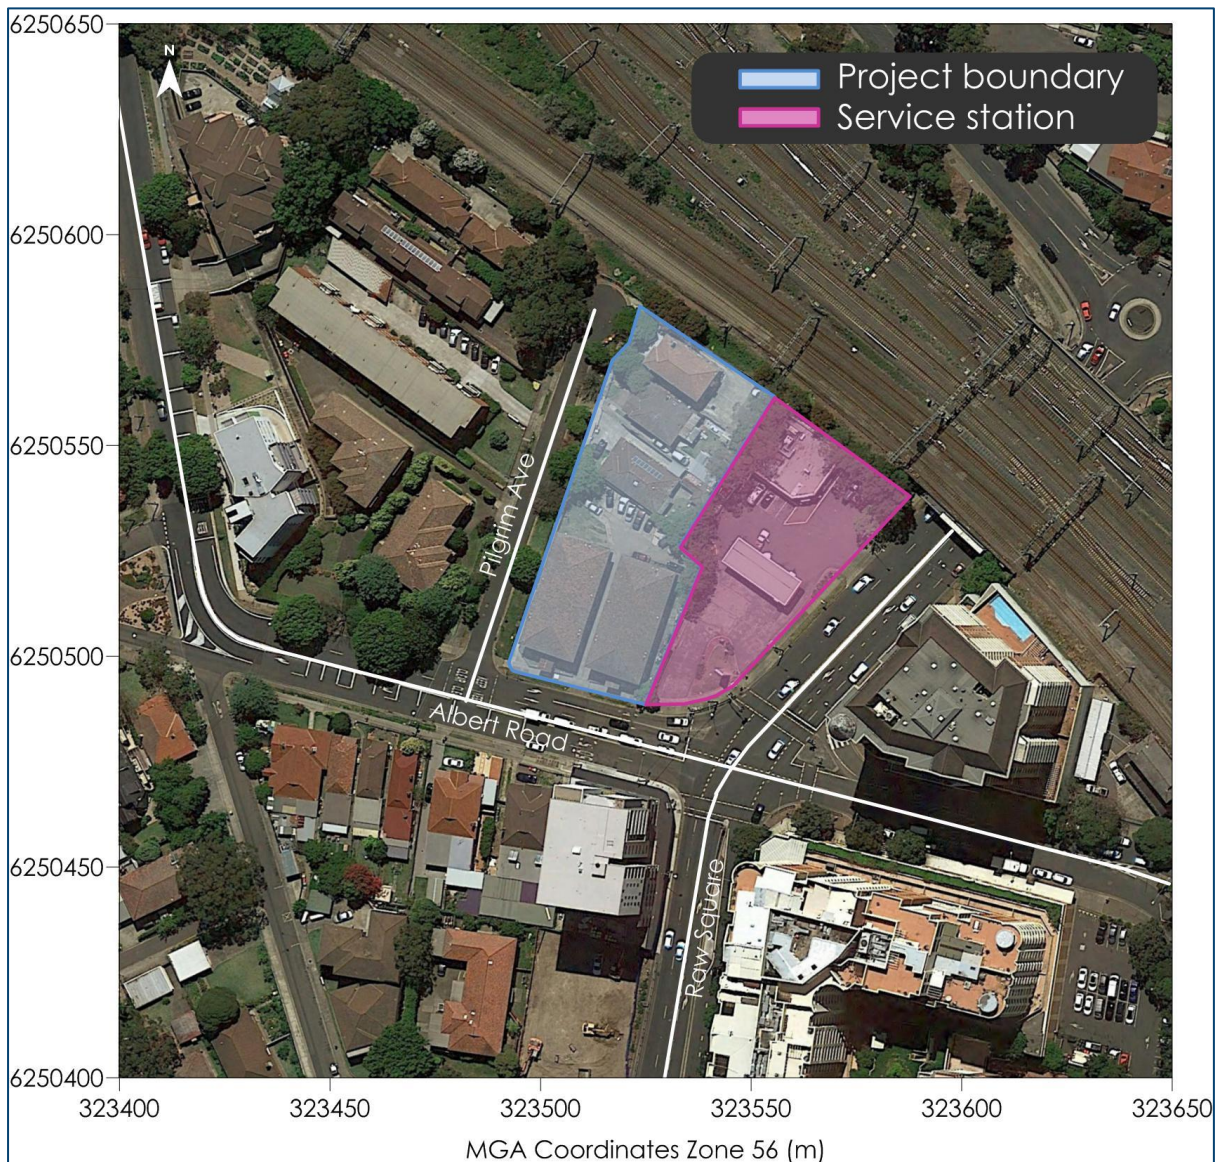 6250650
N
Project boundary
Service station
6250600
6250550
Pilgrim Ave
6250500
Albert Road
6250450
Raw Square
6250400
323400
323450
323500
323550
323600
323650
MGA Coordinates Zone 56 (m)